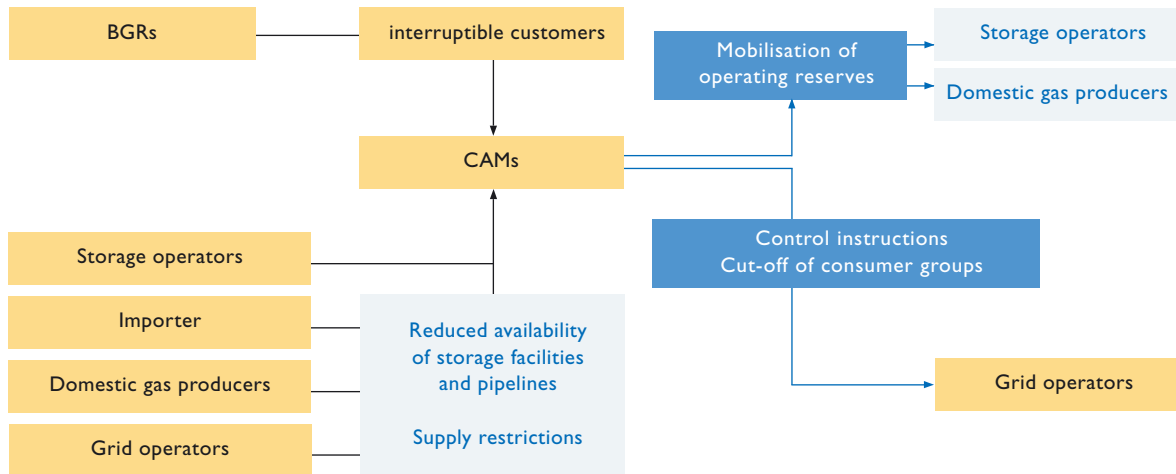 BGRs
interruptible customers
Mobilisation of
operating reserves
Storage operators
Domestic gas producers
CAMs
Control instructions
Cut-off of consumer groups
Storage operators
Importer
Domestic gas producers
Grid operators
Reduced availability
of storage facilities
and pipelines
Supply restrictions
Grid operators